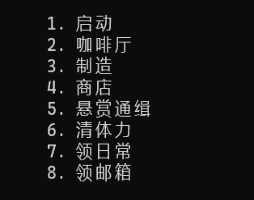 1. 启动
2. 咖啡厅
3. 制造
4. 商店
5. 悬赏通缉
6. 清体力
7. 领日常
8. 领邮箱